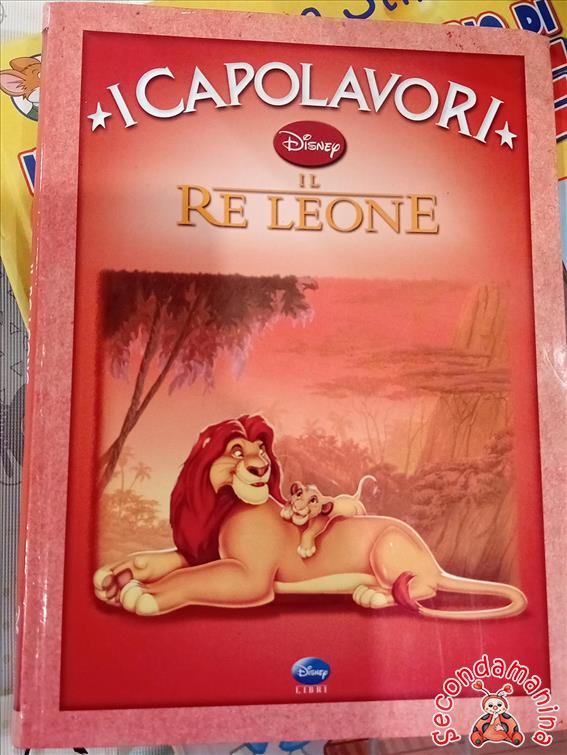 I CAPOLAVORI
Disney
IL
RE LEONE
Disney
LIBRI
Secondamanina